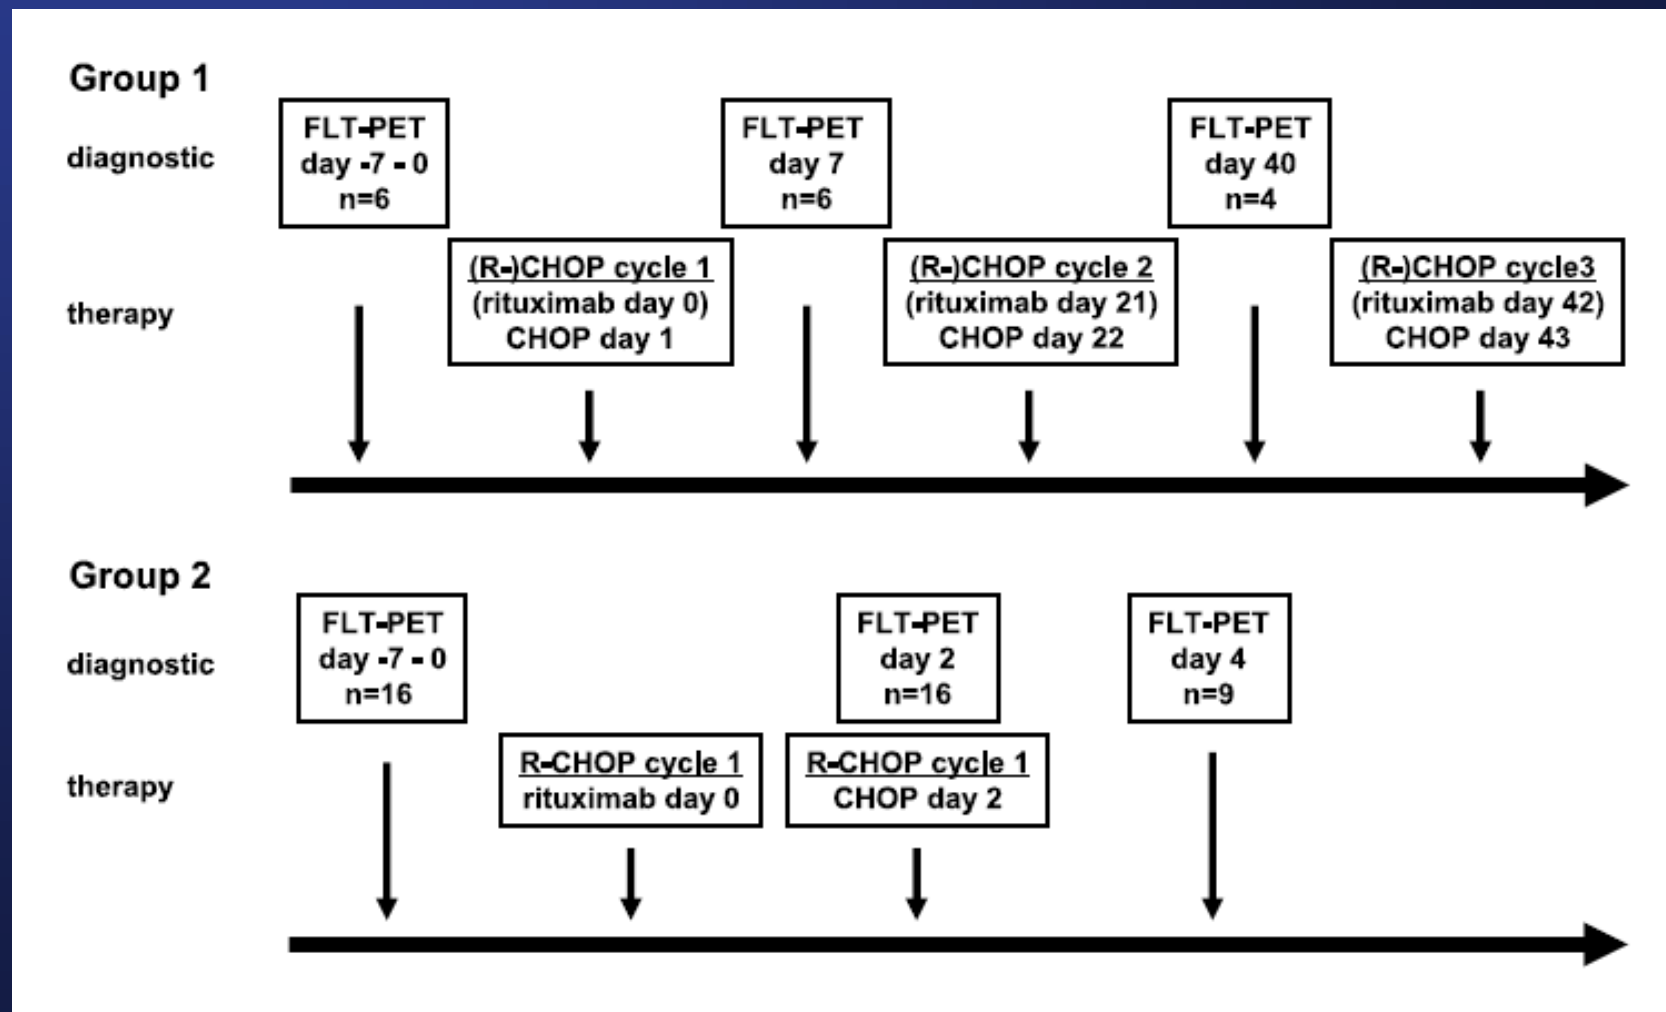 Group 1
diagnostic
FLT-PET
day -7 - 0
n=6
FLT-PET
day 7
n=6
FLT-PET
day 40
n=4
therapy
(R-)CHOP cycle 1
(rituximab day 0)
CHOP day 1
(R-)CHOP cycle 2
(rituximab day 21)
CHOP day 22
(R-)CHOP cycle3
(rituximab day 42)
CHOP day 43
Group 2
diagnostic
FLT-PET
day -7 - 0
n=16
FLT-PET
day 2
n=16
FLT-PET
day 4
n=9
therapy
R-CHOP cycle 1
rituximab day 0
R-CHOP cycle 1
CHOP day 2